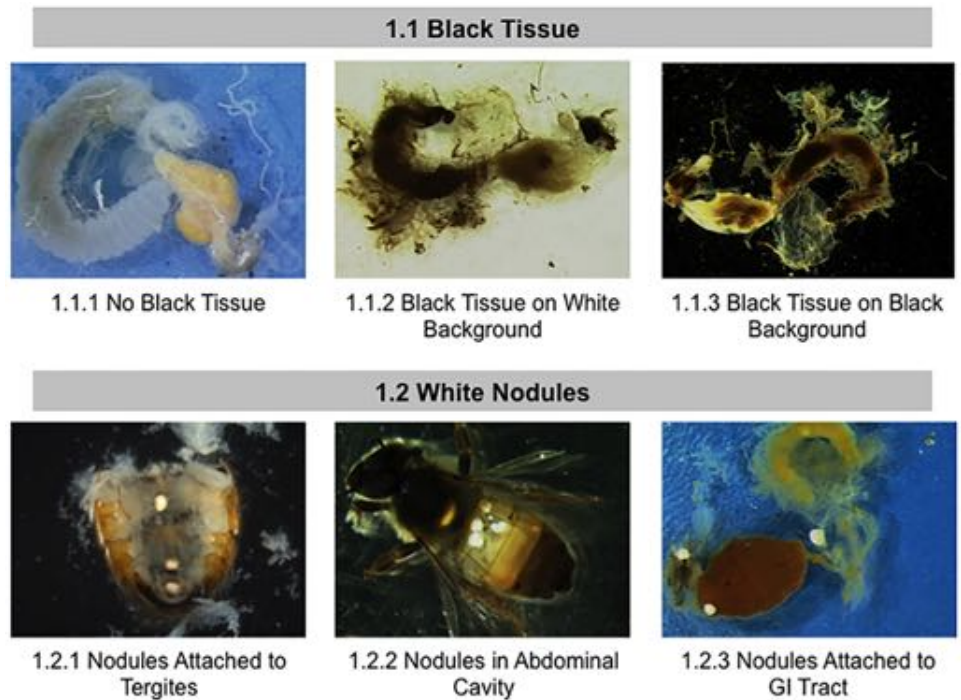 1.1 Black Tissue
1.1.1 No Black Tissue
1.1.2 Black Tissue on White
Background
1.1.3 Black Tissue on Black
Background
1.2 White Nodules
1.2.1 Nodules Attached to
Tergites
1.2.2 Nodules in Abdominal
Cavity
1.2.3 Nodules Attached to
GI Tract